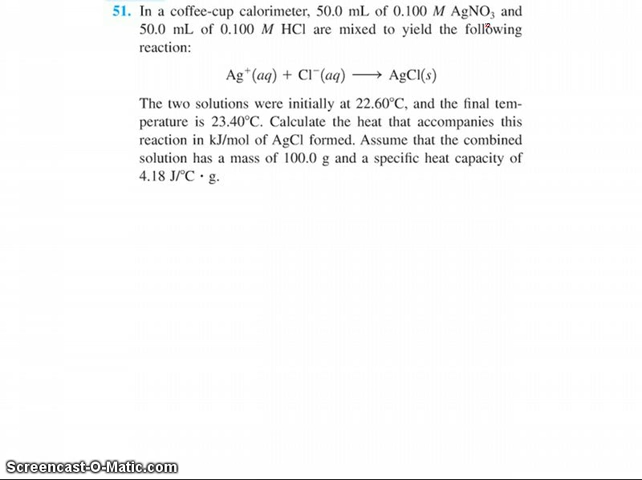 51. In a coffee-cup calorimeter, 50.0 mL of 0.100 M AgNO₃ and
50.0 mL of 0.100 M HCl are mixed to yield the following
reaction:
Ag⁺(aq) + Cl⁻(aq) ⟶ AgCl(s)
The two solutions were initially at 22.60°C, and the final tem-
perature is 23.40°C. Calculate the heat that accompanies this
reaction in kJ/mol of AgCl formed. Assume that the combined
solution has a mass of 100.0 g and a specific heat capacity of
4.18 J/°C · g.
Screencast-O-Matic.com